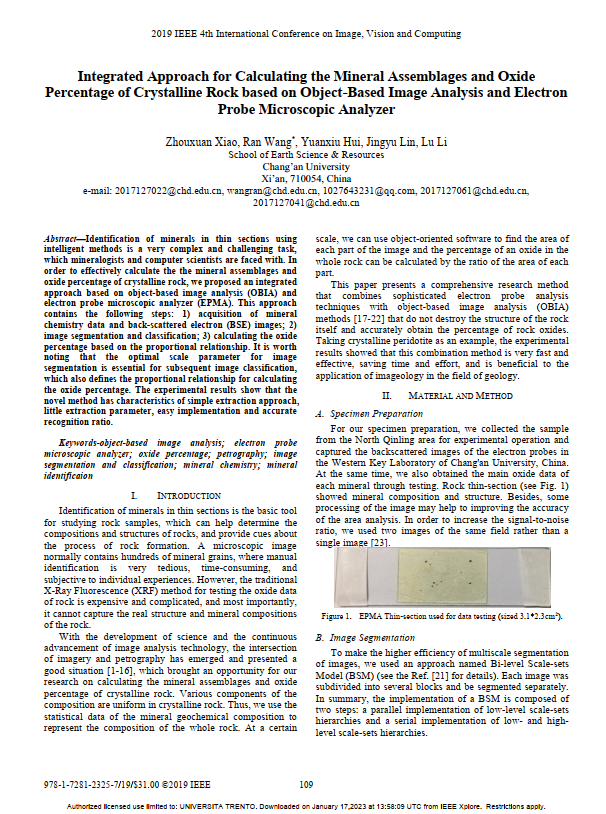 2019 IEEE 4th International Conference on Image, Vision and Computing
Integrated Approach for Calculating the Mineral Assemblages and Oxide
Percentage of Crystalline Rock based on Object-Based Image Analysis and Electron
Probe Microscopic Analyzer
Zhouxuan Xiao, Ran Wang*, Yuanxiu Hui, Jingyu Lin, Lu Li
School of Earth Science & Resources
Chang'an University
Xi'an, 710054, China
e-mail: 2017127022@chd.edu.cn, wangran@chd.edu.cn, 1027643231@qq.com, 2017127061@chd.edu.cn,
2017127041@chd.edu.cn
Abstract—Identification of minerals in thin sections using
intelligent methods is a very complex and challenging task,
which mineralogists and computer scientists are faced with. In
order to effectively calculate the the mineral assemblages and
oxide percentage of crystalline rock, we proposed an integrated
approach based on object-based image analysis (OBIA) and
electron probe microscopic analyzer (EPMA). This approach
contains the following steps: 1) acquisition of mineral
chemistry data and back-scattered electron (BSE) images; 2)
image segmentation and classification; 3) calculating the oxide
percentage based on the proportional relationship. It is worth
noting that the optimal scale parameter for image
segmentation is essential for subsequent image classification,
which also defines the proportional relationship for calculating
the oxide percentage. The experimental results show that the
novel method has characteristics of simple extraction approach,
little extraction parameter, easy implementation and accurate
recognition ratio.
Keywords-object-based image analysis; electron probe
microscopic analyzer; oxide percentage; petrography; image
segmentation and classification; mineral chemistry; mineral
identificaion
I. INTRODUCTION
Identification of minerals in thin sections is the basic tool
for studying rock samples, which can help determine the
compositions and structures of rocks, and provide cues about
the process of rock formation. A microscopic image
normally contains hundreds of mineral grains, where manual
identification is very tedious, time-consuming, and
subjective to individual experiences. However, the traditional
X-Ray Fluorescence (XRF) method for testing the oxide data
of rock is expensive and complicated, and most importantly,
it cannot capture the real structure and mineral compositions
of the rock.
With the development of science and the continuous
advancement of image analysis technology, the intersection
of imagery and petrography has emerged and presented a
good situation [1-16], which brought an opportunity for our
research on calculating the mineral assemblages and oxide
percentage of crystalline rock. Various components of the
composition are uniform in crystalline rock. Thus, we use the
statistical data of the mineral geochemical composition to
represent the composition of the whole rock. At a certain
scale, we can use object-oriented software to find the area of
each part of the image and the percentage of an oxide in the
whole rock can be calculated by the ratio of the area of each
part.
This paper presents a comprehensive research method
that combines sophisticated electron probe analysis
techniques with object-based image analysis (OBIA)
methods [17-22] that do not destroy the structure of the rock
itself and accurately obtain the percentage of rock oxides.
Taking crystalline peridotite as an example, the experimental
results showed that this combination method is very fast and
effective, saving time and effort, and is beneficial to the
application of imageology in the field of geology.
II. MATERIAL AND METHOD
A. Specimen Preparation
For our specimen preparation, we collected the sample
from the North Qinling area for experimental operation and
captured the backscattered images of the electron probes in
the Western Key Laboratory of Chang'an University, China.
At the same time, we also obtained the main oxide data of
each mineral through testing. Rock thin-section (see Fig. 1)
showed mineral composition and structure. Besides, some
processing of the image may help to improving the accuracy
of the area analysis. In order to increase the signal-to-noise
ratio, we used two images of the same field rather than a
single image [23].
Figure 1. EPMA Thin-section used for data testing (sized 3.1*2.3cm²).
B. Image Segmentation
To make the higher efficiency of multiscale segmentation
of images, we used an approach named Bi-level Scale-sets
Model (BSM) (see the Ref. [21] for details). Each image was
subdivided into several blocks and be segmented separately.
In summary, the implementation of a BSM is composed of
two steps: a parallel implementation of low-level scale-sets
hierarchies and a serial implementation of low- and high-
level scale-sets hierarchies.
978-1-7281-2325-7/19/$31.00 ©2019 IEEE
109
Authorized licensed use limited to: UNIVERSITA TRENTO. Downloaded on January 17,2023 at 13:58:09 UTC from IEEE Xplore. Restrictions apply.